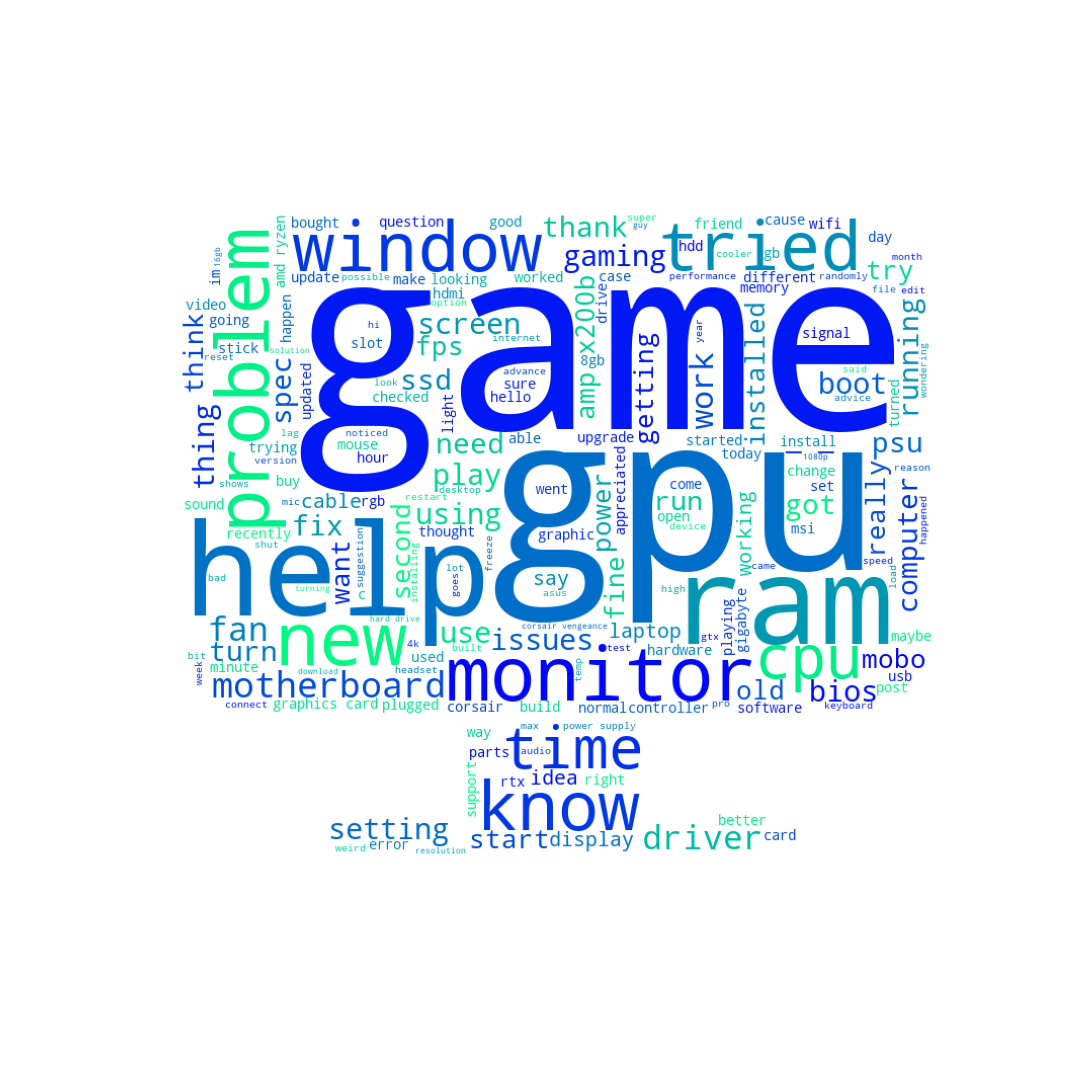 game
gpu
help
ram
window
tried
problem
new
monitor
cpu
time
know
motherboard
bought
question
good
thank
super
guy
friend
cause
wifi
day
amd ryzen
16gb
im
update
possible
make
looking
worked
gaming
case
driver
hdd
cooler
gb
performance
different
randomly
memory
month
try
file
edit
video
going
happen
hdmi
option
screen
hi
slot
internet
fps
x200b
amp
year
signal
running
think
stick
reset
solution
spec
updated
look
checked
ssd
advance
sure
hello
8gb
getting
work
installed
boot
said
advice
turned
wondering
thing
lag
trying
version
noticed
mouse
hour
light
need
able
upgrade
started
today
install
1080p
psu
reason
sound
shows
buy
mic
rgb
cable
restart
desktop
play
went
appreciated
come
run
open
device
change
set
got
msi
really
computer
happened
recently
shut
fix
want
suggestion
c
second
using
thought
installing
freeze
graphic
power
fine
working
came
speed
load
bad
turning
lot
goes
say
asus
high
hard drive
corsair vengeance
fan
turn
bit
week
minute
download
4k
used
headset
use
built
issues
test
temp
laptop
hardware
gtx
playing
gigabyte
maybe
mobo
usb
post
bios
old
connect
graphics card
plugged
corsair
build
normal
controller
pro
software
keyboard
way
max
power supply
parts
audio
support
rtx
idea
right
setting
start
display
driver
better
card
weird
error
resolution